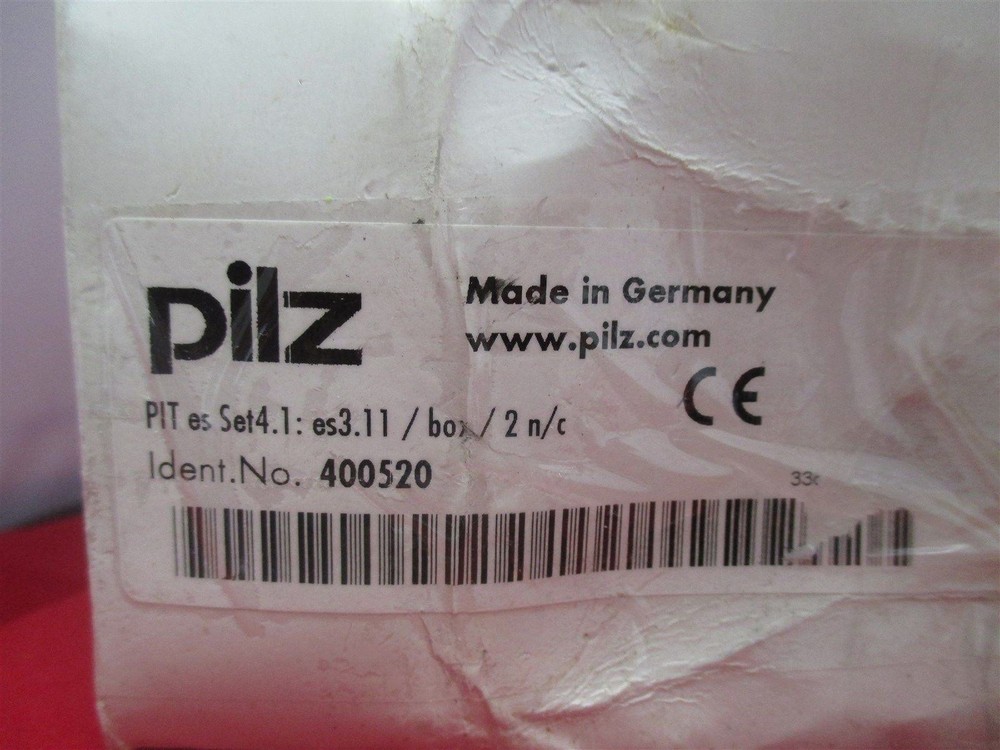 pilz
Made in Germany
www.pilz.com
CE
PIT es Set4.1: es3.11 / box / 2 n/c
Ident.No. 400520